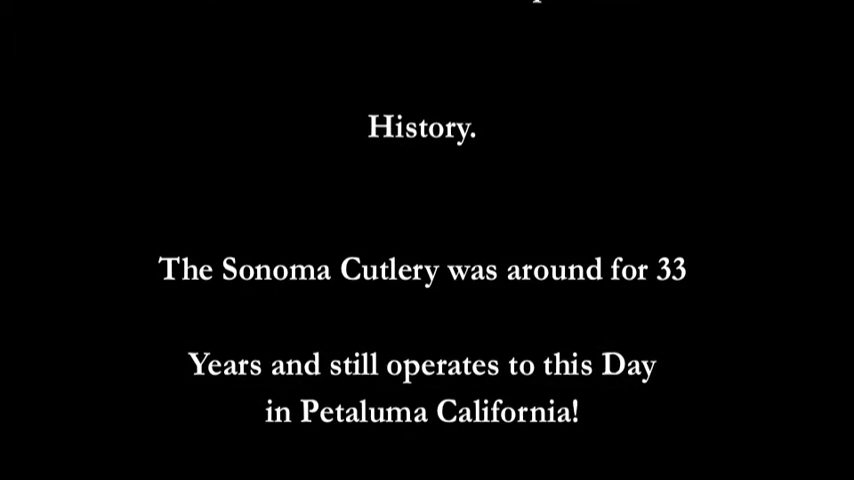 History.
The Sonoma Cutlery was around for 33
Years and still operates to this Day
in Petaluma California!